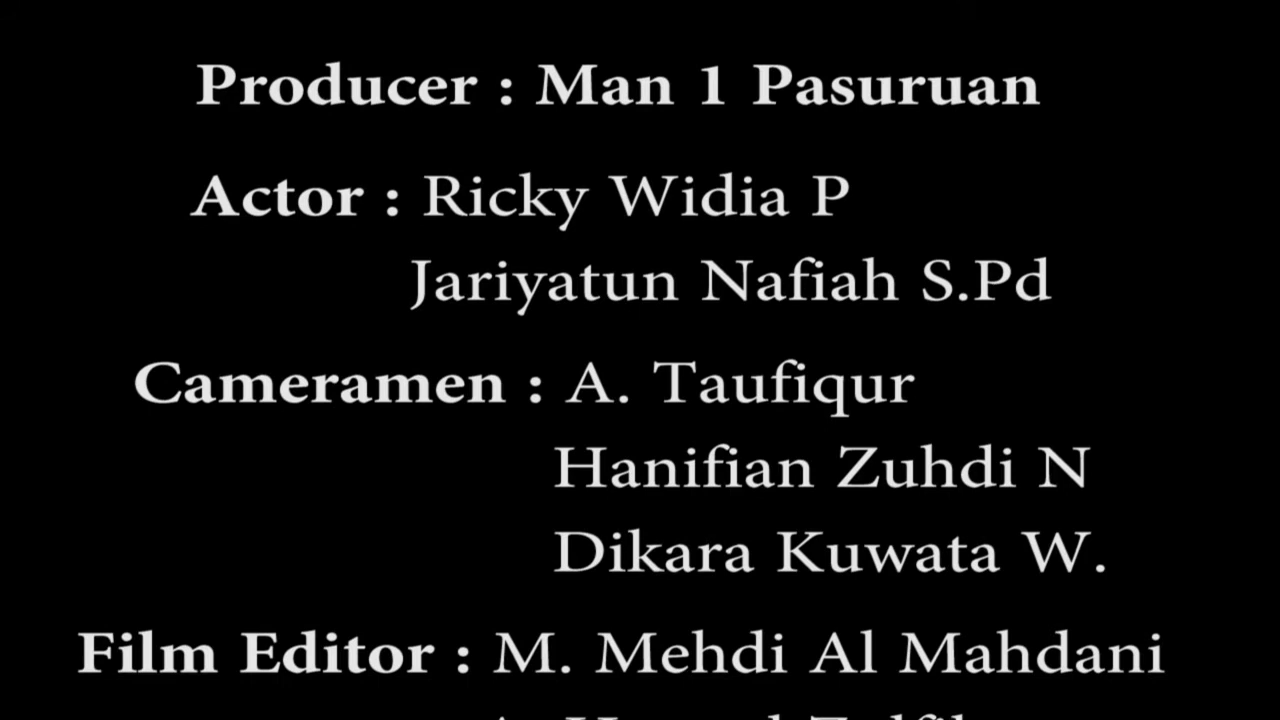 Producer : Man 1 Pasuruan
Actor : Ricky Widia P
Jariyatun Nafiah S.Pd
Cameramen : A. Taufiqur
Hanifian Zuhdi N
Dikara Kuwata W.
Film Editor : M. Mehdi Al Mahdani